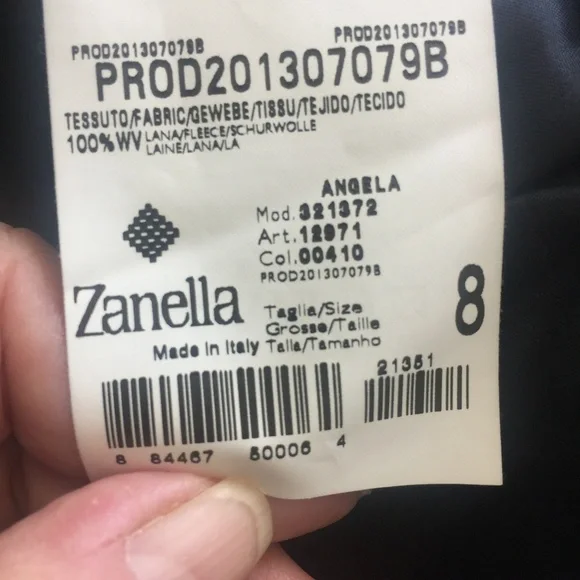 PROD201307079B PROD201307079B
PROD201307079B
TESSUTO/FABRIC/GEWEBE/TISSU/TEJIDO/TECIDO
100%WV LANA/FLEECE/SCHURWOLLE
LAINE/LANA/LA
ANGELA
Mod.321372
Art.12971
Col.00410
PROD201307079B
Zanella
Made in Italy
Taglia/Size
Grosse/Taille
Talla/Tamanho
8
21351
8 84467 50006 4